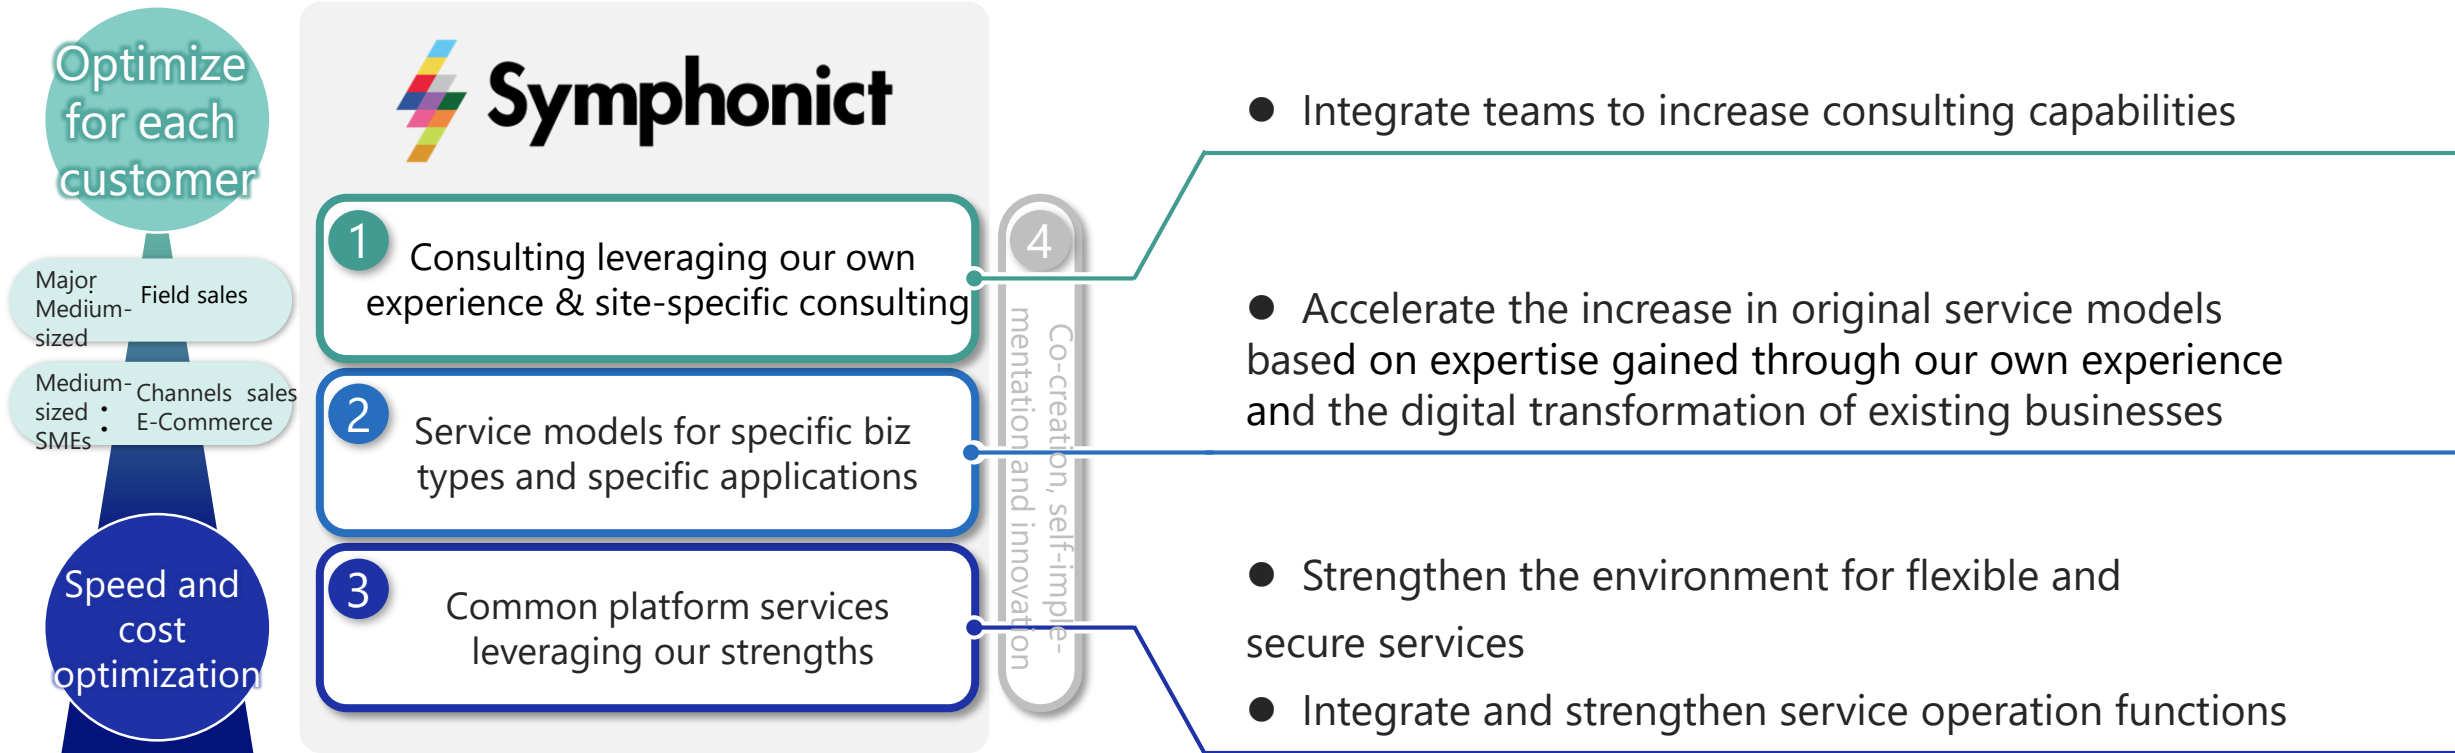 Optimize
for each
customer
Major
:
Medium-
sized
Field sales
Medium-
sized
:
SMEs
Channels sales
E-Commerce
Speed and
cost
optimization
Symphonict
1
Consulting leveraging our own
experience & site-specific consulting
2
Service models for specific biz
types and specific applications
3
Common platform services
leveraging our strengths
4
Co-creation, self-imple-
mentation and innovation
● Integrate teams to increase consulting capabilities
● Accelerate the increase in original service models
based on expertise gained through our own experience
and the digital transformation of existing businesses
● Strengthen the environment for flexible and
secure services
● Integrate and strengthen service operation functions